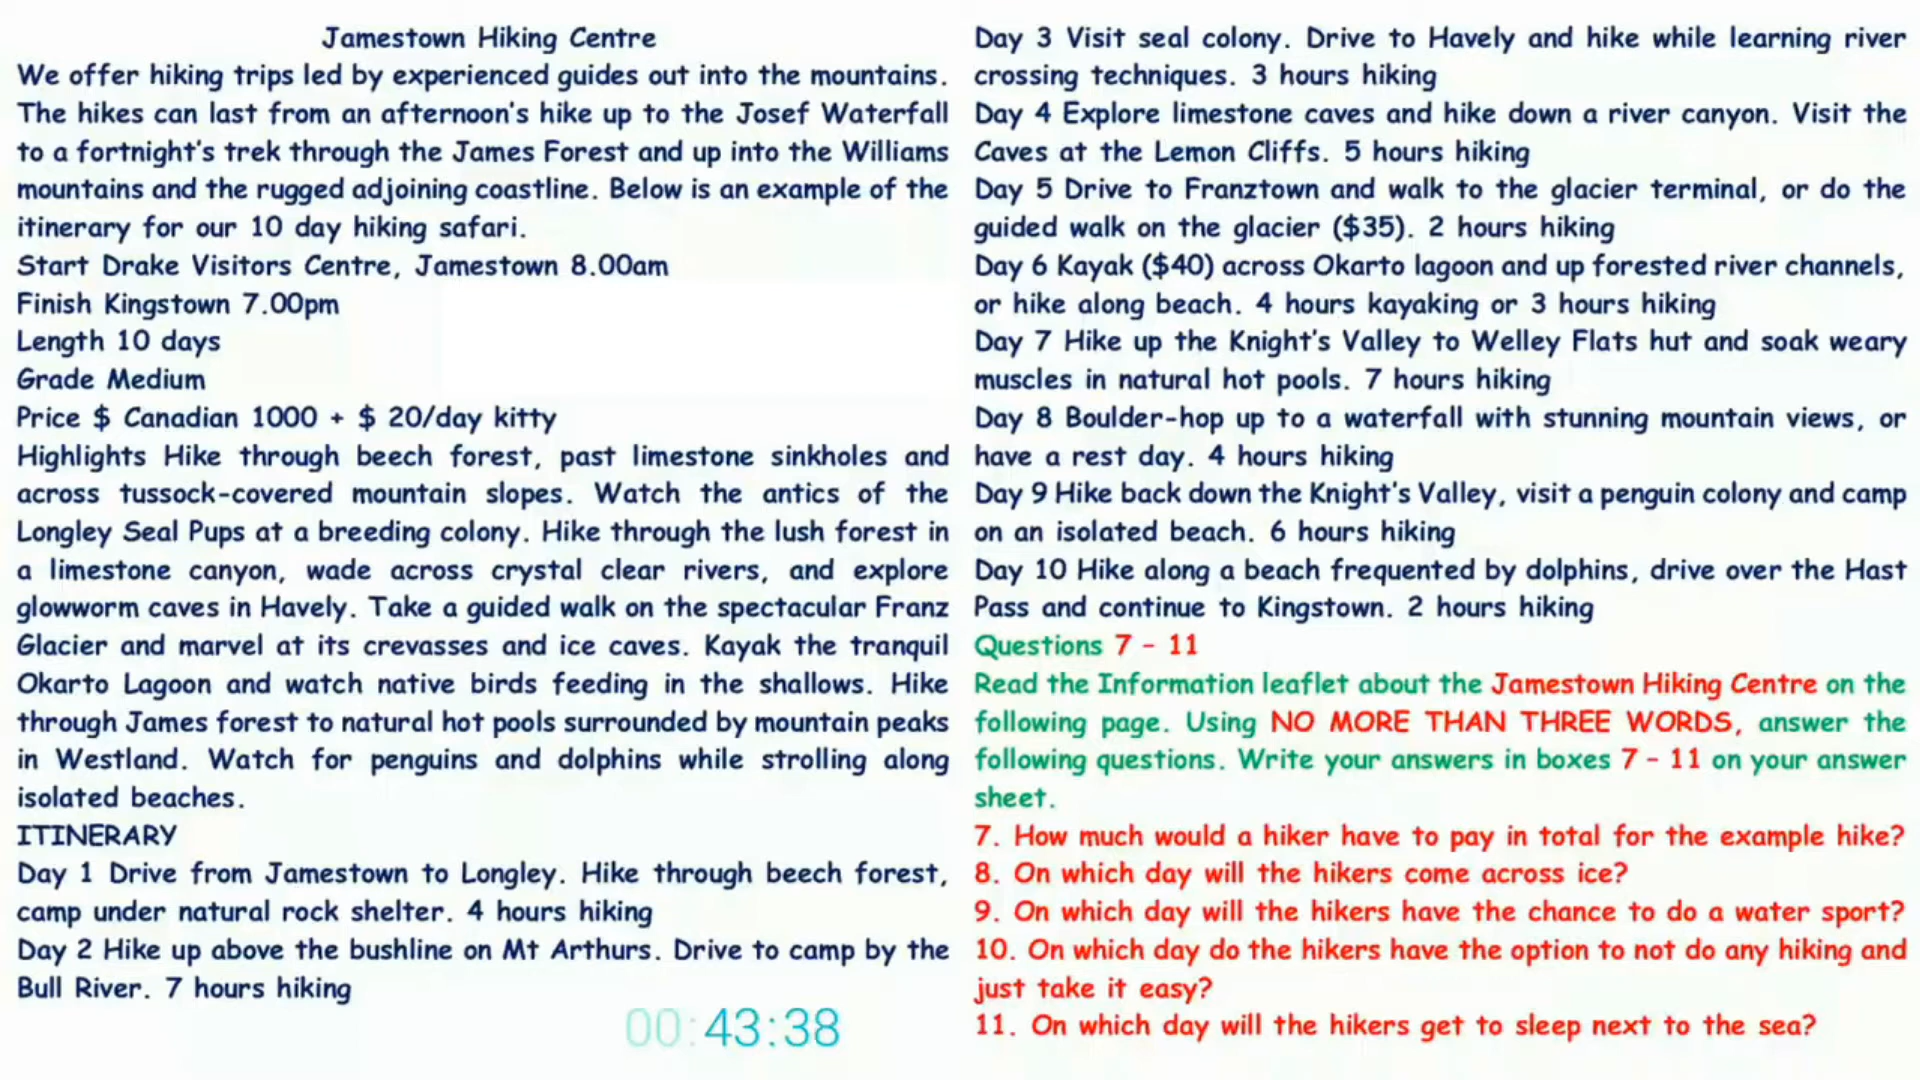 Jamestown Hiking Centre
We offer hiking trips led by experienced guides out into the mountains.
The hikes can last from an afternoon's hike up to the Josef Waterfall
to a fortnight's trek through the James Forest and up into the Williams
mountains and the rugged adjoining coastline. Below is an example of the
itinerary for our 10 day hiking safari.
Start Drake Visitors Centre, Jamestown 8.00am
Finish Kingstown 7.00pm
Length 10 days
Grade Medium
Price $ Canadian 1000 + $ 20/day kitty
Highlights Hike through beech forest, past limestone sinkholes and
across tussock-covered mountain slopes. Watch the antics of the
Longley Seal Pups at a breeding colony. Hike through the lush forest in
a limestone canyon, wade across crystal clear rivers, and explore
glowworm caves in Havely. Take a guided walk on the spectacular Franz
Glacier and marvel at its crevasses and ice caves. Kayak the tranquil
Okarto Lagoon and watch native birds feeding in the shallows. Hike
through James forest to natural hot pools surrounded by mountain peaks
in Westland. Watch for penguins and dolphins while strolling along
isolated beaches.
ITINERARY
Day 1 Drive from Jamestown to Longley. Hike through beech forest,
camp under natural rock shelter. 4 hours hiking
Day 2 Hike up above the bushline on Mt Arthurs. Drive to camp by the
Bull River. 7 hours hiking
00:43:38
Day 3 Visit seal colony. Drive to Havely and hike while learning river
crossing techniques. 3 hours hiking
Day 4 Explore limestone caves and hike down a river canyon. Visit the
Caves at the Lemon Cliffs. 5 hours hiking
Day 5 Drive to Franztown and walk to the glacier terminal, or do the
guided walk on the glacier ($35). 2 hours hiking
Day 6 Kayak ($40) across Okarto lagoon and up forested river channels,
or hike along beach. 4 hours kayaking or 3 hours hiking
Day 7 Hike up the Knight's Valley to Welley Flats hut and soak weary
muscles in natural hot pools. 7 hours hiking
Day 8 Boulder-hop up to a waterfall with stunning mountain views, or
have a rest day. 4 hours hiking
Day 9 Hike back down the Knight's Valley, visit a penguin colony and camp
on an isolated beach. 6 hours hiking
Day 10 Hike along a beach frequented by dolphins, drive over the Hast
Pass and continue to Kingstown. 2 hours hiking
Questions 7 - 11
Read the Information leaflet about the Jamestown Hiking Centre on the
following page. Using NO MORE THAN THREE WORDS, answer the
following questions. Write your answers in boxes 7 - 11 on your answer
sheet.
7. How much would a hiker have to pay in total for the example hike?
8. On which day will the hikers come across ice?
9. On which day will the hikers have the chance to do a water sport?
10. On which day do the hikers have the option to not do any hiking and
just take it easy?
11. On which day will the hikers get to sleep next to the sea?